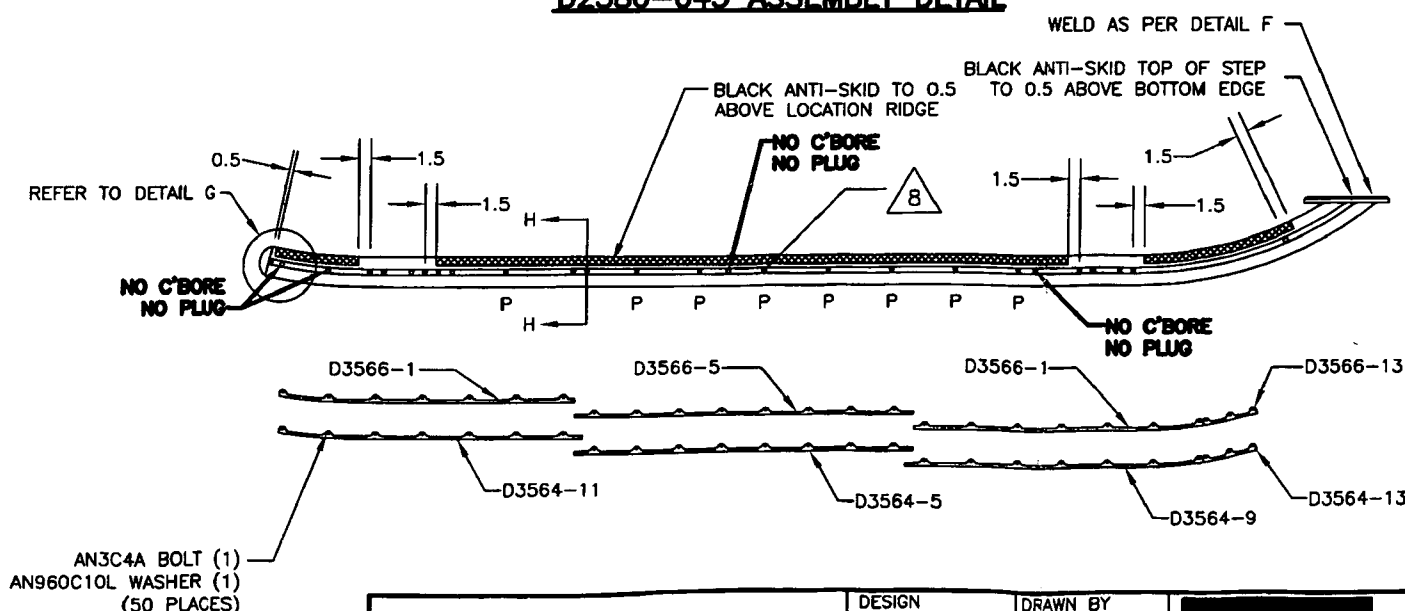 D2580-045 ASSEMBLY DETAIL
WELD AS PER DETAIL F
BLACK ANTI-SKID TO 0.5
ABOVE LOCATION RIDGE
BLACK ANTI-SKID TOP OF STEP
TO 0.5 ABOVE BOTTOM EDGE
NO C'BORE
NO PLUG
0.5
1.5
1.5
8
1.5
1.5
1.5
REFER TO DETAIL G
H
H
NO C'BORE
NO PLUG
P P P P P P P P
NO C'BORE
NO PLUG
D3566-1
D3566-5
D3566-1
D3566-13
D3564-11
D3564-5
D3564-9
D3564-13
AN3C4A BOLT (1)
AN960C10L WASHER (1)
(50 PLACES)
DESIGN
DRAWN BY